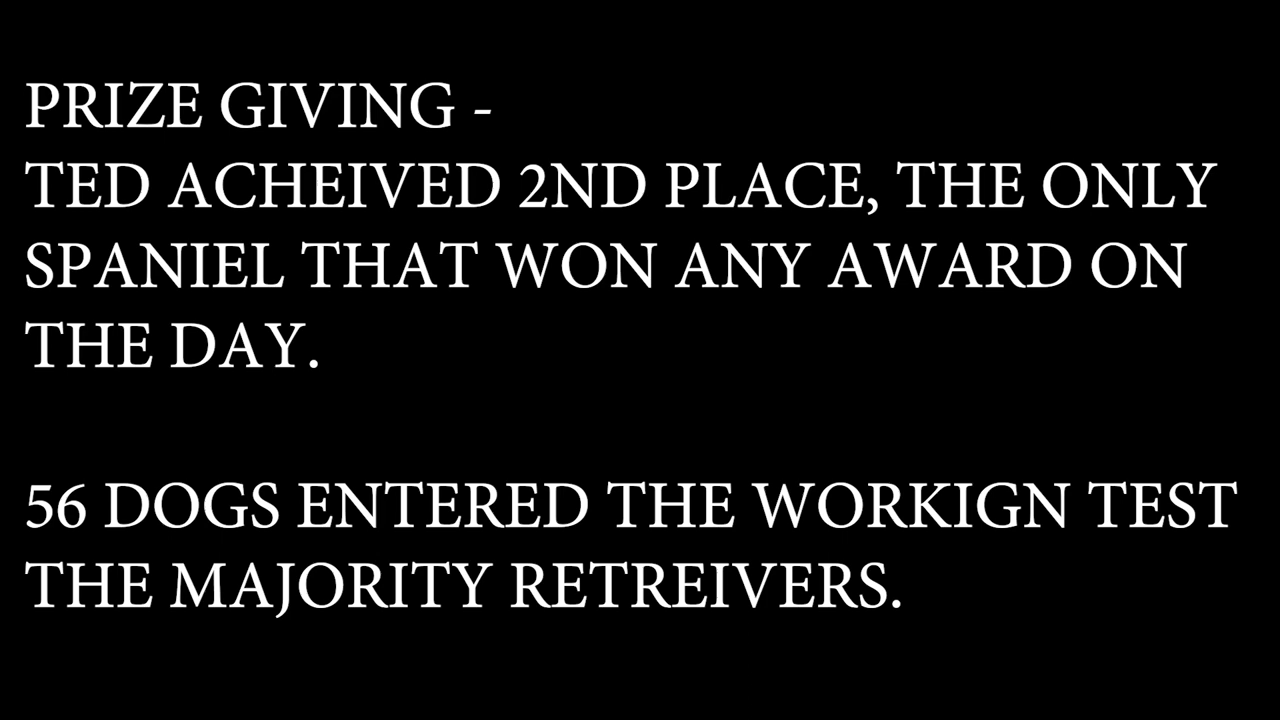 PRIZE GIVING -
TED ACHEIVED 2ND PLACE, THE ONLY
SPANIEL THAT WON ANY AWARD ON
THE DAY.
56 DOGS ENTERED THE WORKIGN TEST
THE MAJORITY RETREIVERS.